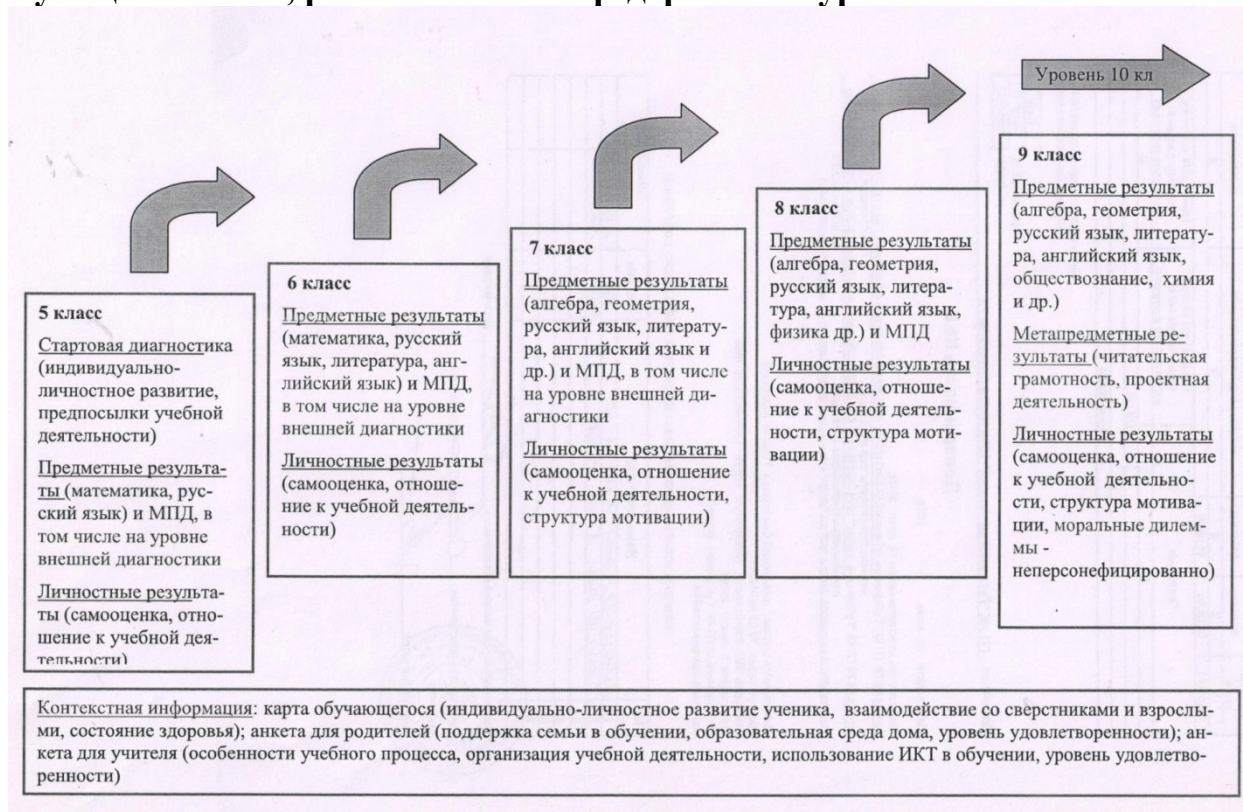 Уровень 10 кл
5 класс
Стартовая диагностика
(индивидуально-
личностное развитие,
предпосылки учебной
деятельности)
Предметные результа-
ты (математика, рус-
ский язык) и МПД, в
том числе на уровне
внешней диагностики
Личностные результа-
ты (самооценка, отно-
шение к учебной дея-
тельности)
6 класс
Предметные результаты
(математика, русский
язык, литература, анг-
лийский язык) и МПД,
в том числе на уровне
внешней диагностики
Личностные результаты
(самооценка, отноше-
ние к учебной деятель-
ности)
7 класс
Предметные результаты
(алгебра, геометрия,
русский язык, литерату-
ра, английский язык и
др.) и МПД, в том числе
на уровне внешней ди-
агностики
Личностные результаты
(самооценка, отношение
к учебной деятельности,
структура мотивации)
8 класс
Предметные результаты
(алгебра, геометрия,
русский язык, литера-
тура, английский язык,
физика др.) и МПД
Личностные результаты
(самооценка, отноше-
ние к учебной деятель-
ности, структура моти-
вации)
9 класс
Предметные результаты
(алгебра, геометрия,
русский язык, литерату-
ра, английский язык,
обществознание, химия
и др.)
Метапредметные ре-
зультаты (читательская
грамотность, проектная
деятельность)
Личностные результаты
(самооценка, отношение
к учебной деятельно-
сти, структура мотива-
ции, моральные дилем-
мы -
неперсонефицированно)
Контекстная информация: карта обучающегося (индивидуально-личностное развитие ученика, взаимодействие со сверстниками и взрослы-
ми, состояние здоровья); анкета для родителей (поддержка семьи в обучении, образовательная среда дома, уровень удовлетворенности); ан-
кета для учителя (особенности учебного процесса, организация учебной деятельности, использование ИКТ в обучении, уровень удовлетво-
ренности)